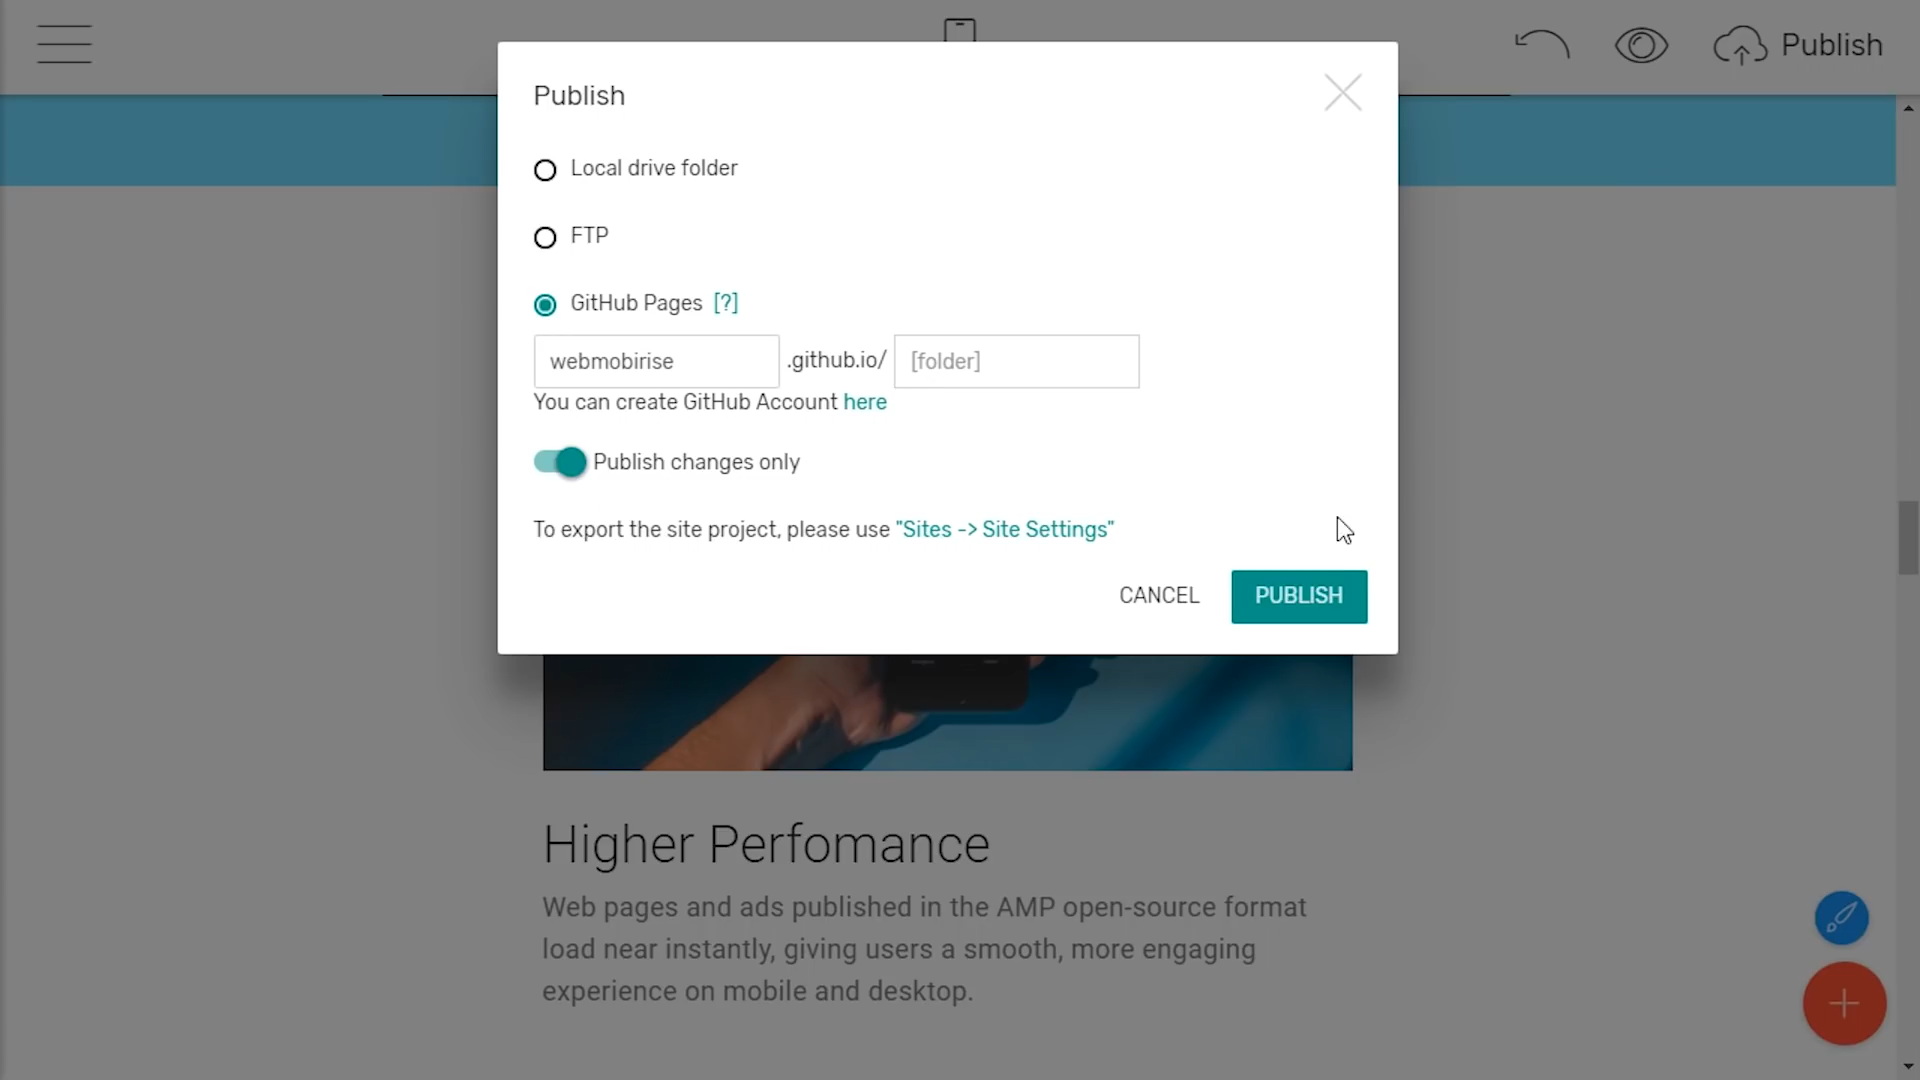 Publish
Publish
Local drive folder
FTP
GitHub Pages [?]
webmobirise .github.io/ [folder]
You can create GitHub Account here
Publish changes only
To export the site project, please use "Sites -> Site Settings"
CANCEL PUBLISH
Higher Perfomance
Web pages and ads published in the AMP open-source format
load near instantly, giving users a smooth, more engaging
experience on mobile and desktop.